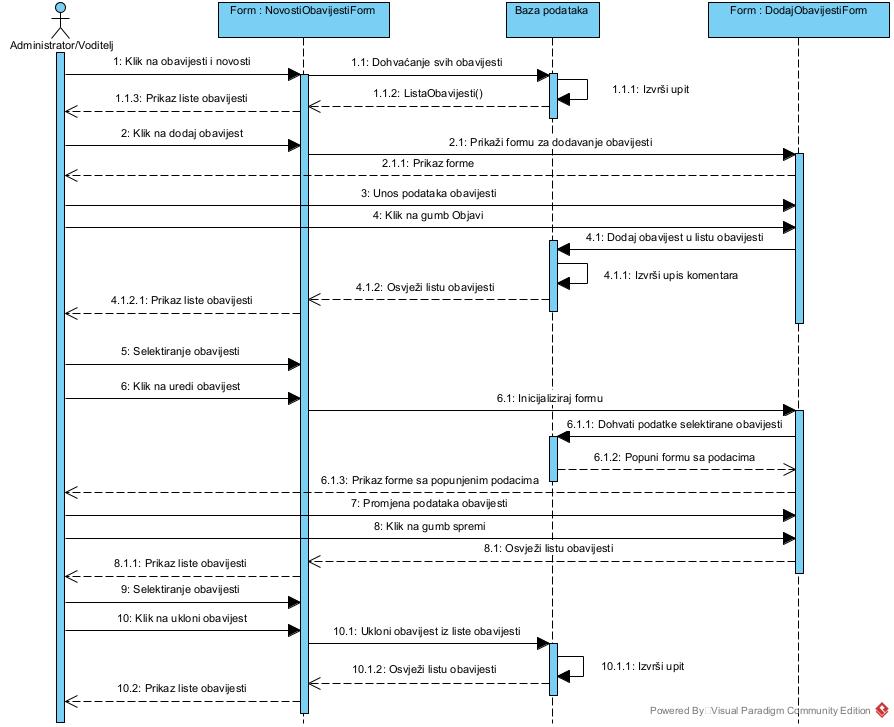 Form : NovostiObavijestiForm
Baza podataka
Form : DodajObavijestiForm
Administrator/Voditelj
1: Klik na obavijesti i novosti
1.1: Dohvaćanje svih obavijesti
1.1.1: Izvrši upit
1.1.2: ListaObavijesti()
1.1.3: Prikaz liste obavijesti
2: Klik na dodaj obavijest
2.1: Prikaži formu za dodavanje obavijesti
2.1.1: Prikaz forme
3: Unos podataka obavijesti
4: Klik na gumb Objavi
4.1: Dodaj obavijest u listu obavijesti
4.1.1: Izvrši upis komentara
4.1.2: Osvježi listu obavijesti
4.1.2.1: Prikaz liste obavijesti
5: Selektiranje obavijesti
6: Klik na uredi obavijest
6.1: Inicijaliziraj formu
6.1.1: Dohvati podatke selektirane obavijesti
6.1.2: Popuni formu sa podacima
6.1.3: Prikaz forme sa popunjenim podacima
7: Promjena podataka obavijesti
8: Klik na gumb spremi
8.1: Osvježi listu obavijesti
8.1.1: Prikaz liste obavijesti
9: Selektiranje obavijesti
10: Klik na ukloni obavijest
10.1: Ukloni obavijest iz liste obavijesti
10.1.1: Izvrši upit
10.1.2: Osvježi listu obavijesti
10.2: Prikaz liste obavijesti
Powered By Visual Paradigm Community Edition